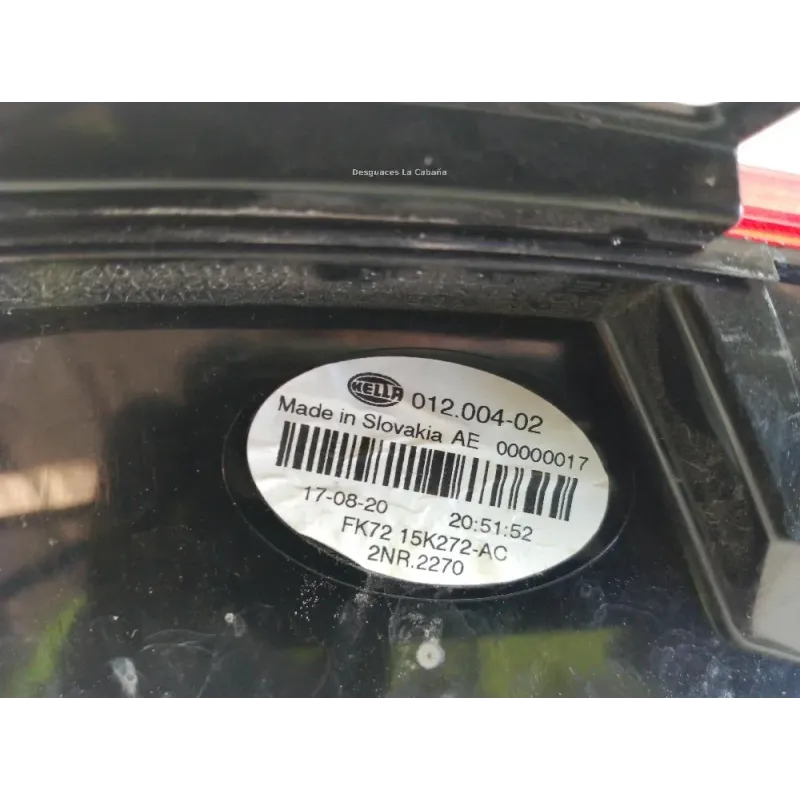 Desguaces La Cabaña
HELLA 012.004-02
Made in Slovakia AE 00000017
17-08-20 20:51:52
FK72 15K272-AC
2NR.2270